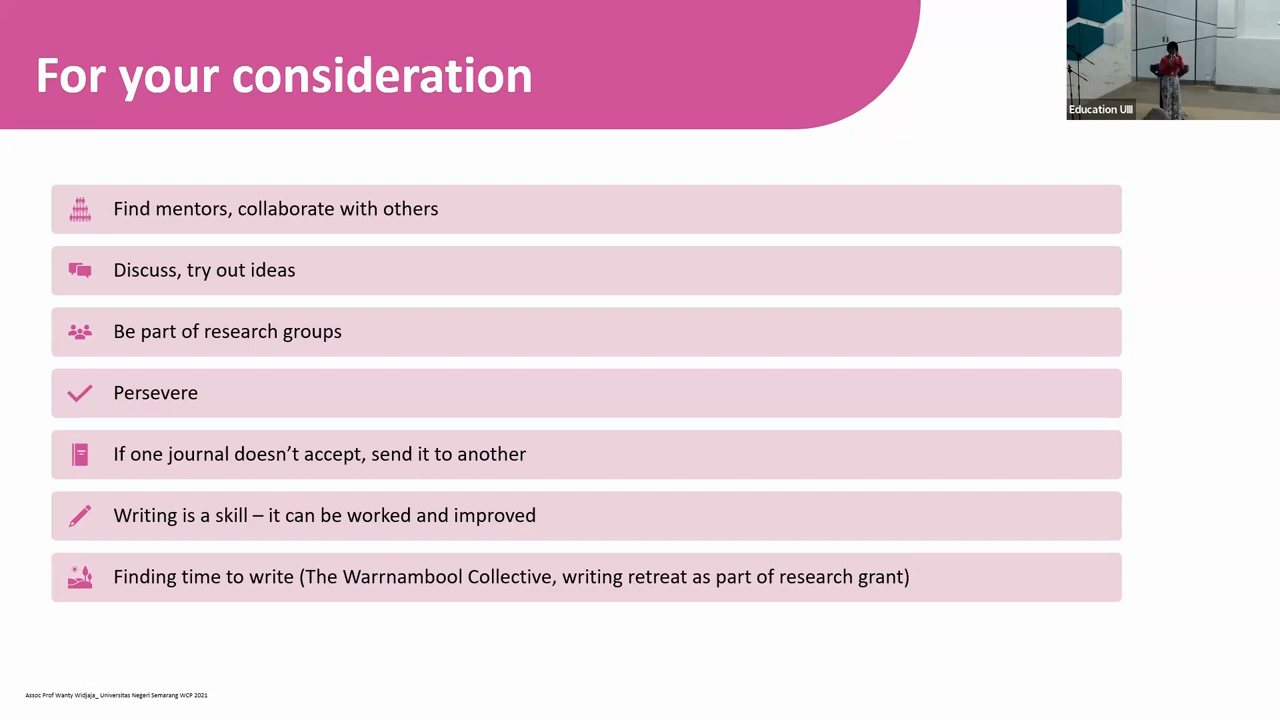 For your consideration
Education UIII
Find mentors, collaborate with others
Discuss, try out ideas
Be part of research groups
Persevere
If one journal doesn’t accept, send it to another
Writing is a skill – it can be worked and improved
Finding time to write (The Warrnambool Collective, writing retreat as part of research grant)
Assoc Prof Wanty Widjaja_ Universitas Negeri Semarang WCP 2021